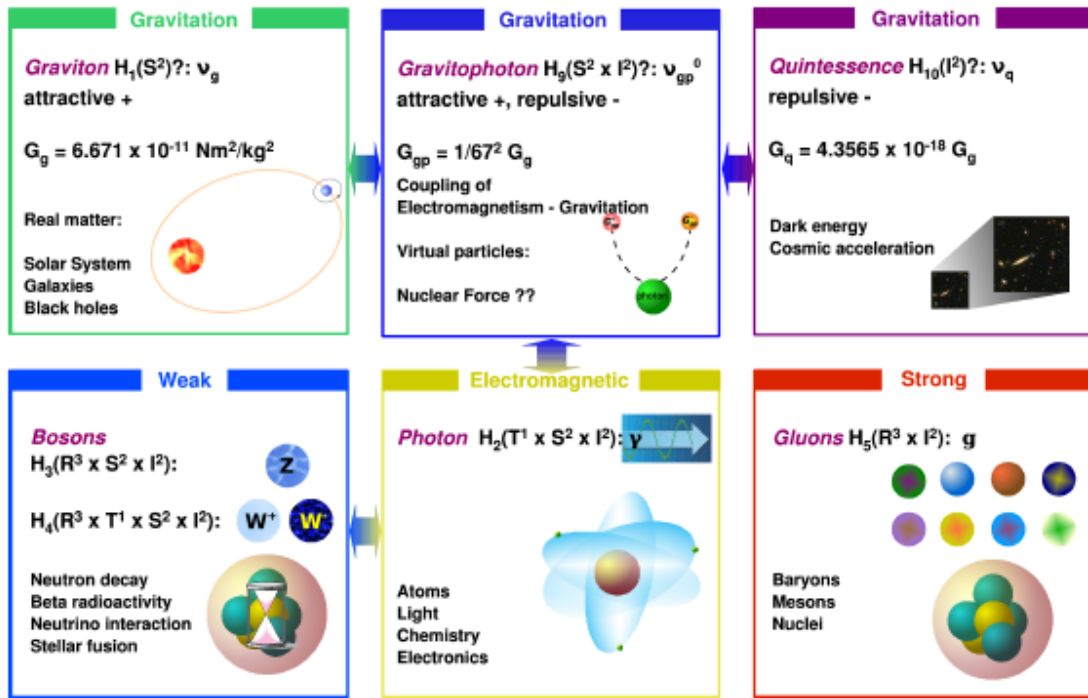 Gravitation
Graviton H₁(S²)?: νg
attractive +
Gg = 6.671 x 10⁻¹¹ Nm²/kg²
Real matter:
Solar System
Galaxies
Black holes
Gravitation
Gravitophoton H₉(S² x I²)?: νgp⁰
attractive +, repulsive -
Ggp = 1/67² Gg
Coupling of
Electromagnetism - Gravitation
Virtual particles:
photon
Nuclear Force ??
Gravitation
Quintessence H₁₀(I²)?: νq
repulsive -
Gq = 4.3565 x 10⁻¹⁸ Gg
Dark energy
Cosmic acceleration
Weak
Bosons
H₃(R³ x S² x I²):
Z
H₄(R³ x T¹ x S² x I²):
W⁺
W⁻
Neutron decay
Beta radioactivity
Neutrino interaction
Stellar fusion
Electromagnetic
Photon H₂(T¹ x S² x I²): γ
Atoms
Light
Chemistry
Electronics
Strong
Gluons H₅(R³ x I²): g
Baryons
Mesons
Nuclei